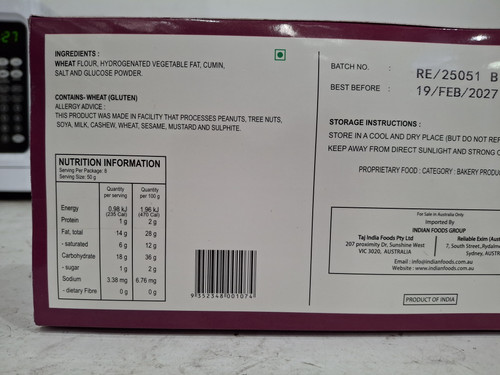 INGREDIENTS :
WHEAT FLOUR, HYDROGENATED VEGETABLE FAT, CUMIN,
SALT AND GLUCOSE POWDER.
CONTAINS- WHEAT (GLUTEN)
ALLERGY ADVICE :
THIS PRODUCT WAS MADE IN FACILITY THAT PROCESSES PEANUTS, TREE NUTS,
SOYA, MILK, CASHEW, WHEAT, SESAME, MUSTARD AND SULPHITE.
NUTRITION INFORMATION
Serving Per Package: 6
Serving Size: 50 g
Quantity per serving Quantity per 100 g
Energy 0.98 kJ (235 Cal) 1.96 kJ (470 Cal)
Protein 1 g 2 g
Fat, total 14 g 28 g
- saturated 6 g 12 g
Carbohydrate 18 g 36 g
- sugar 1 g 2 g
Sodium 3.38 mg 6.76 mg
- dietary Fibre 0 g 0 g
9 352348 001074
BATCH NO. : RE/25051 B
BEST BEFORE : 19/FEB/2027
STORAGE INSTRUCTIONS :
STORE IN A COOL AND DRY PLACE (BUT DO NOT REF
KEEP AWAY FROM DIRECT SUNLIGHT AND STRONG
PROPRIETARY FOOD : CATEGORY : BAKERY PRODU
For Sale in Australia Only
Imported By
INDIAN FOODS GROUP
Taj India Foods Pty Ltd
207 proximity Dr, Sunshine West
VIC 3020, AUSTRALIA
Reliable Exim (Aust
7, South Street, Rydalm
Sydney, AUSTR
Email : info@indianfoods.com.au
Website : www.indianfoods.com.au
PRODUCT OF INDIA